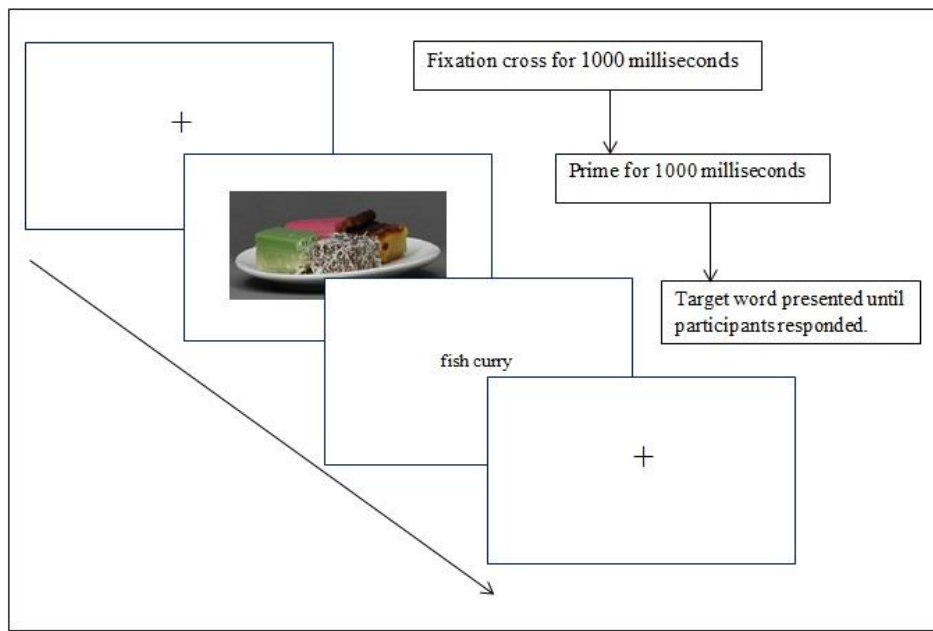 Fixation cross for 1000 milliseconds
Prime for 1000 milliseconds
Target word presented until
participants responded.
fish curry